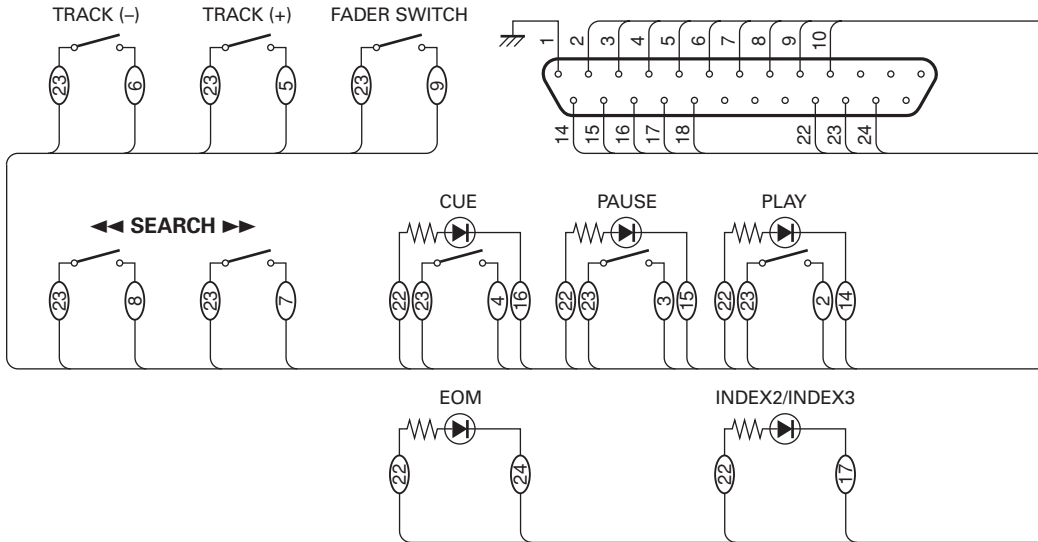 TRACK (–) TRACK (+) FADER SWITCH
1 2 3 4 5 6 7 8 9 10
23 6 23 5 23 9
14 15 16 17 18 22 23 24
◄◄ SEARCH ►► CUE PAUSE PLAY
23 8 23 7 22 23 4 16 22 23 3 15 22 23 2 14
EOM INDEX2/INDEX3
22 24 22 17